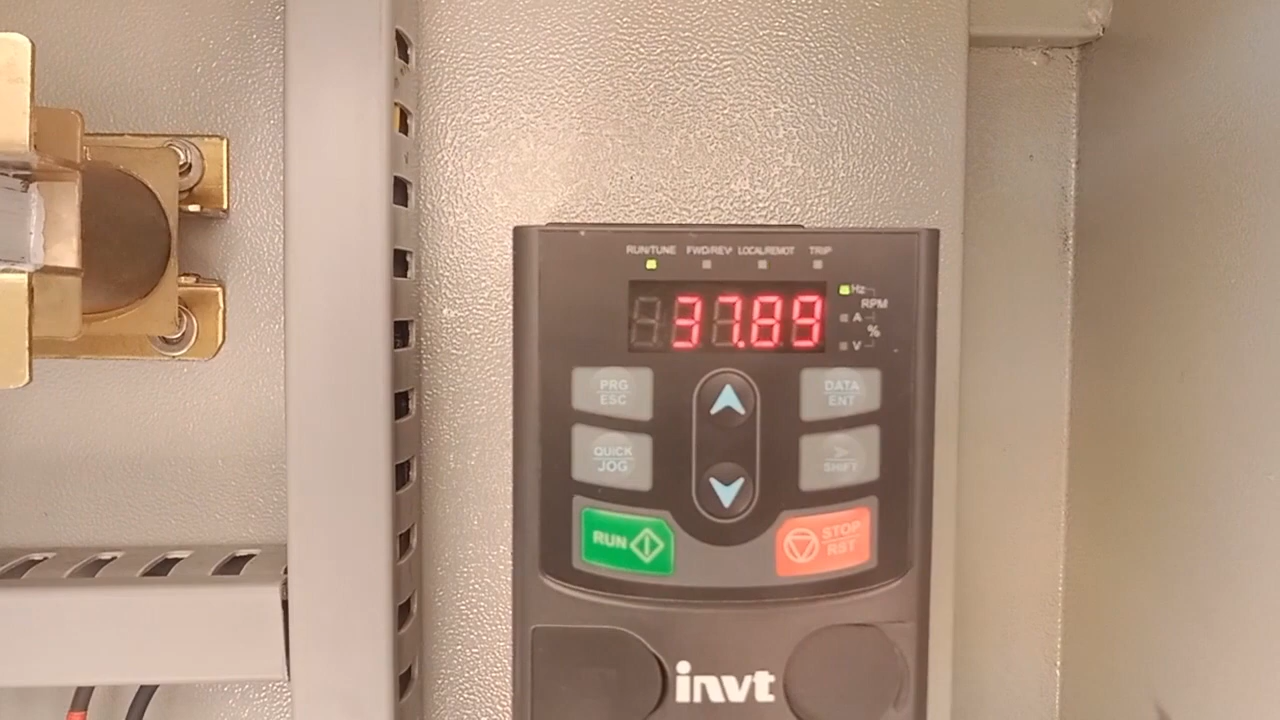 RUN/TUNE FWD/REV LOCAL/REMOT TRIP
37.89
Hz
RPM
A
%
V
PRG
ESC
DATA
ENT
QUICK
JOG
SHIFT
RUN
STOP
RST
invt